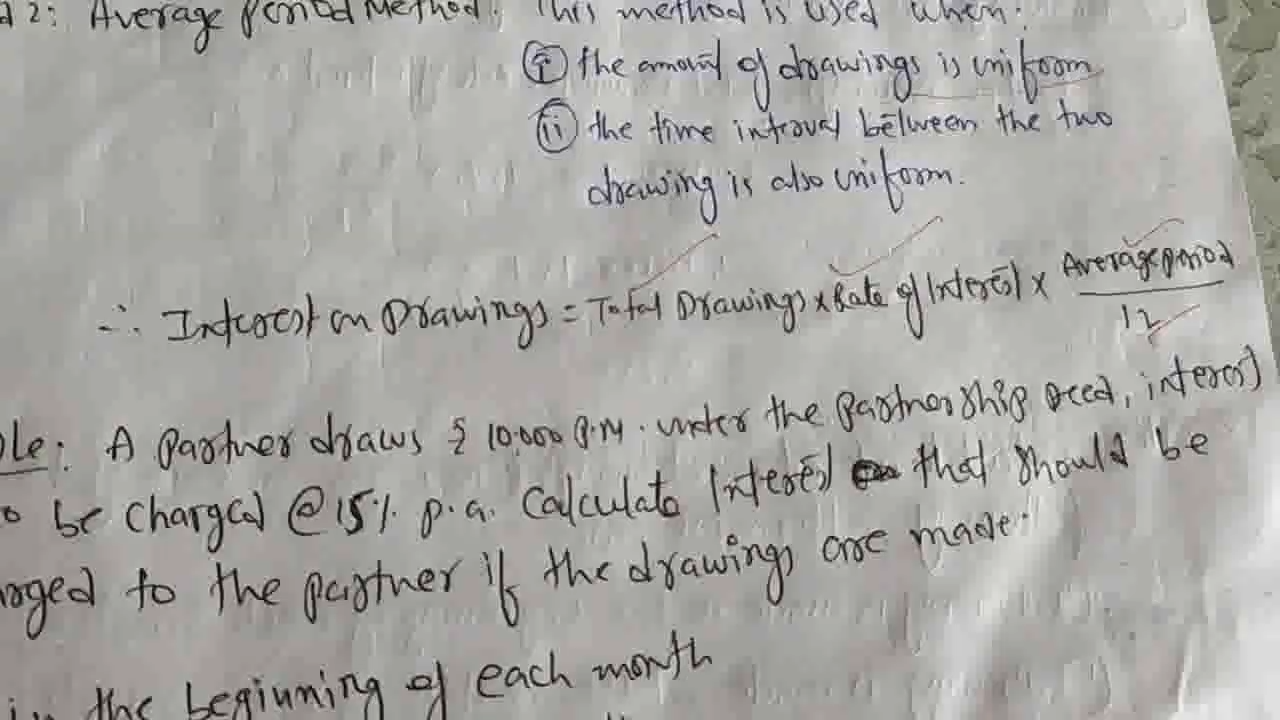 d 2: Average Period Method: This method is used when:
(i) the amount of drawings is uniform
(ii) the time interval between the two
drawing is also uniform.
∴ Interest on Drawings = Total Drawings × Rate of Interest × Average period / 12
ple: A partner draws ₹ 10,000 P.M. under the partnership deed, interest
o be charged @ 15% p.a. Calculate Interest that should be
arged to the partner if the drawings are made:
in the beginning of each month